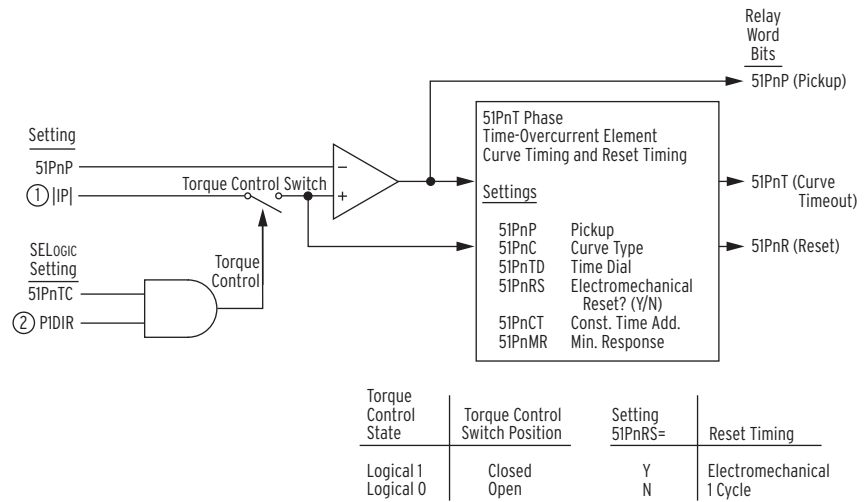 Relay
Word
Bits
51PnP (Pickup)
Setting
51PnP
① |IP|
Torque Control Switch
−
+
SELOGIC
Setting
51PnTC
② P1DIR
Torque
Control
51PnT Phase
Time-Overcurrent Element
Curve Timing and Reset Timing
Settings
51PnP Pickup
51PnC Curve Type
51PnTD Time Dial
51PnRS Electromechanical
Reset? (Y/N)
51PnCT Const. Time Add.
51PnMR Min. Response
51PnT (Curve
Timeout)
51PnR (Reset)
Torque
Control
State
Torque Control
Switch Position
Logical 1 Closed
Logical 0 Open
Setting
51PnRS= Reset Timing
Y Electromechanical
N 1 Cycle